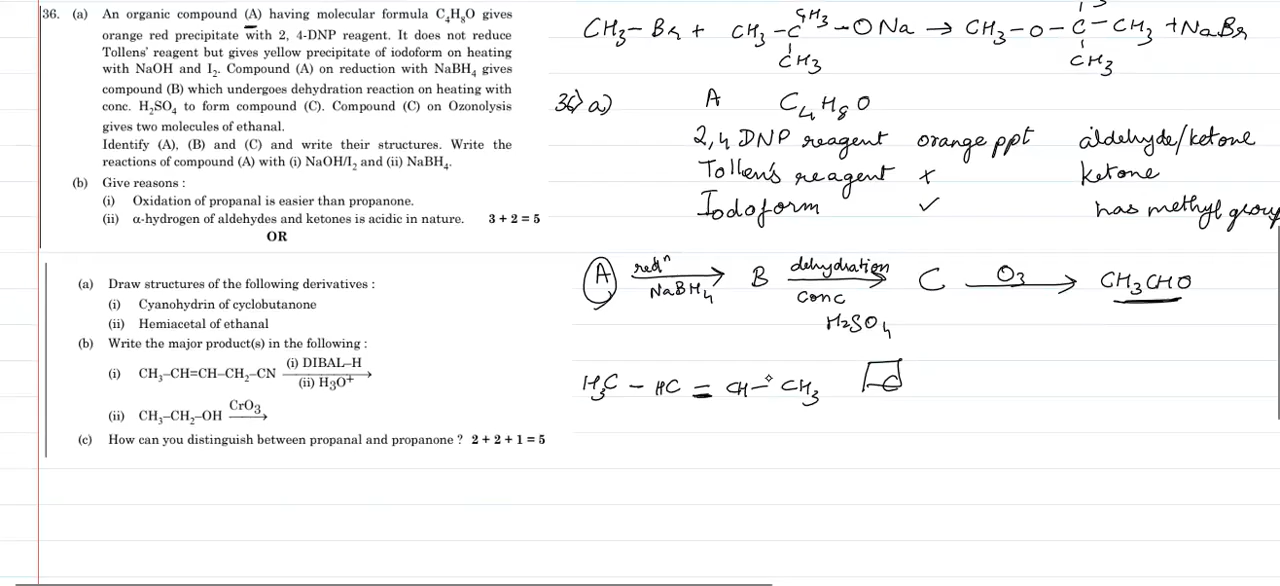 36. (a) An organic compound (A) having molecular formula C₄H₈O gives
orange red precipitate with 2, 4-DNP reagent. It does not reduce
Tollens' reagent but gives yellow precipitate of iodoform on heating
with NaOH and I₂. Compound (A) on reduction with NaBH₄ gives
compound (B) which undergoes dehydration reaction on heating with
conc. H₂SO₄ to form compound (C). Compound (C) on Ozonolysis
gives two molecules of ethanal.
Identify (A), (B) and (C) and write their structures. Write the
reactions of compound (A) with (i) NaOH/I₂ and (ii) NaBH₄.
(b) Give reasons :
(i) Oxidation of propanal is easier than propanone.
(ii) α-hydrogen of aldehydes and ketones is acidic in nature. 3 + 2 = 5
OR
(a) Draw structures of the following derivatives :
(i) Cyanohydrin of cyclobutanone
(ii) Hemiacetal of ethanal
(b) Write the major product(s) in the following :
(i) CH₃–CH=CH–CH₂–CN (i) DIBAL–H (ii) H3O⁺ →
(ii) CH₃–CH₂–OH CrO₃ →
(c) How can you distinguish between propanal and propanone ? 2 + 2 + 1 = 5
CH₃
CH₃ – Br + CH₃ – C – O Na → CH₃ – O – C – CH₃ + NaBr
CH₃ CH₃
36) a) A C₄H₈O
2,4 DNP reagent orange ppt aldehyde/ketone
Tollen's reagent x ketone
Iodoform ✓ has methyl group
A redⁿ NaBH₄ → B dehydration conc H₂SO₄ → C O₃ → CH₃CHO
H₃C – HC = CH – CH₃